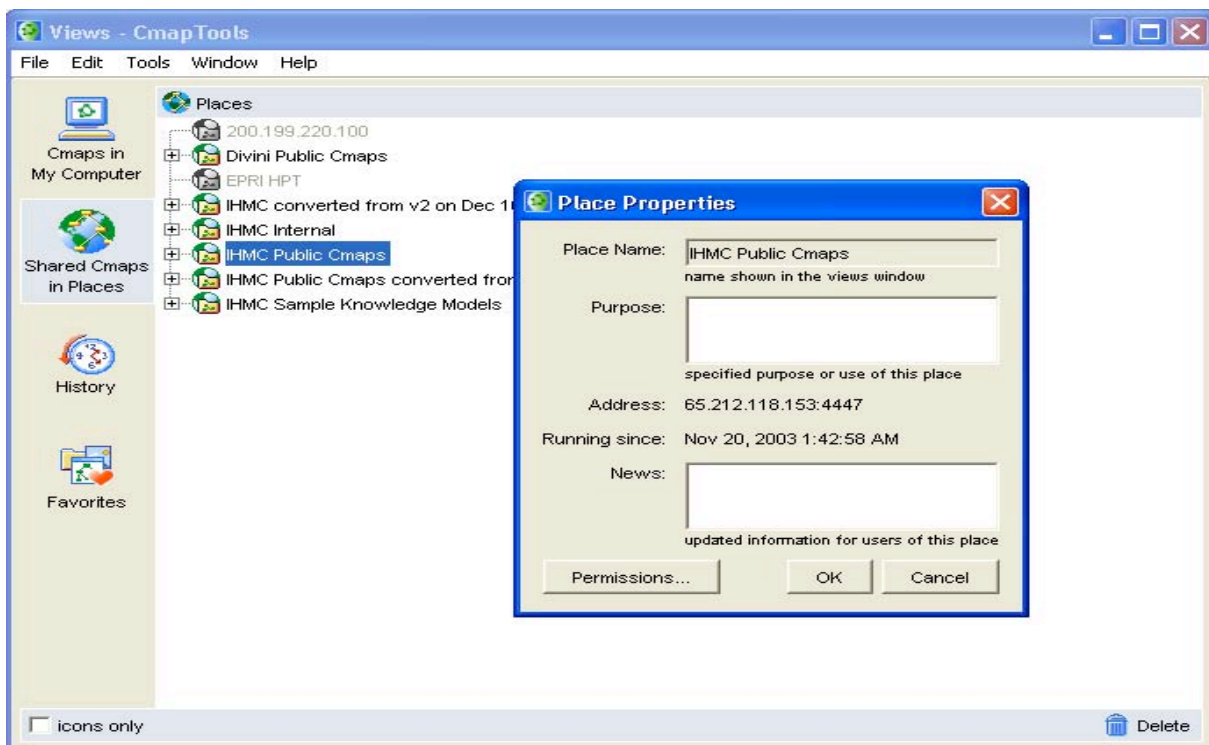 Views - CmapTools
File Edit Tools Window Help
Cmaps in
My Computer
Shared Cmaps
in Places
History
Favorites
Places
200.199.220.100
Divini Public Cmaps
EPRI HPT
IHMC converted from v2 on Dec
IHMC Internal
IHMC Public Cmaps
IHMC Public Cmaps converted
IHMC Sample Knowledge Models
Place Properties
Place Name: IHMC Public Cmaps
name shown in the views window
Purpose:
specified purpose or use of this place
Address: 65.212.118.153:4447
Running since: Nov 20, 2003 1:42:58 AM
News:
updated information for users of this place
Permissions... OK Cancel
icons only
Delete